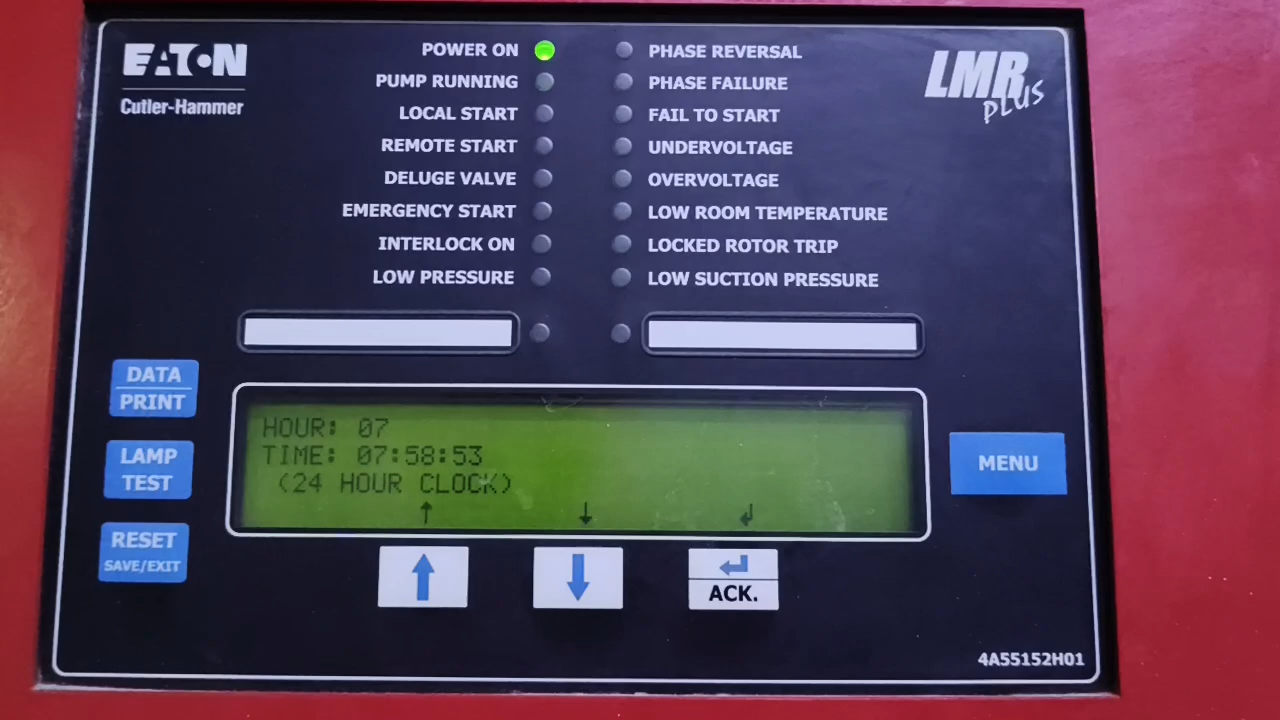 EATON
Cutler-Hammer
LMR
PLUS
POWER ON
PUMP RUNNING
LOCAL START
REMOTE START
DELUGE VALVE
EMERGENCY START
INTERLOCK ON
LOW PRESSURE
PHASE REVERSAL
PHASE FAILURE
FAIL TO START
UNDERVOLTAGE
OVERVOLTAGE
LOW ROOM TEMPERATURE
LOCKED ROTOR TRIP
LOW SUCTION PRESSURE
DATA
PRINT
LAMP
TEST
RESET
SAVE/EXIT
HOUR: 07
TIME: 07:58:53
(24 HOUR CLOCK)
↑ ↓ ↲
MENU
ACK.
4A55152H01